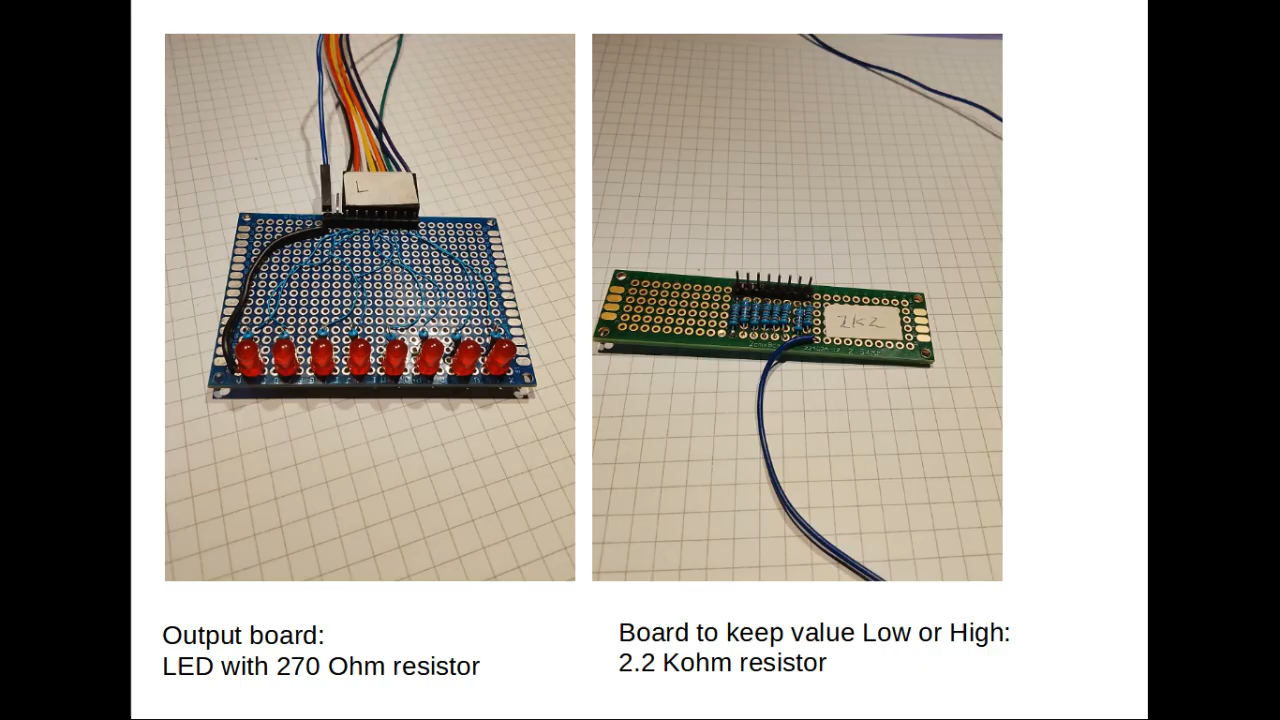 L
2K2
Output board:
LED with 270 Ohm resistor
Board to keep value Low or High:
2.2 Kohm resistor